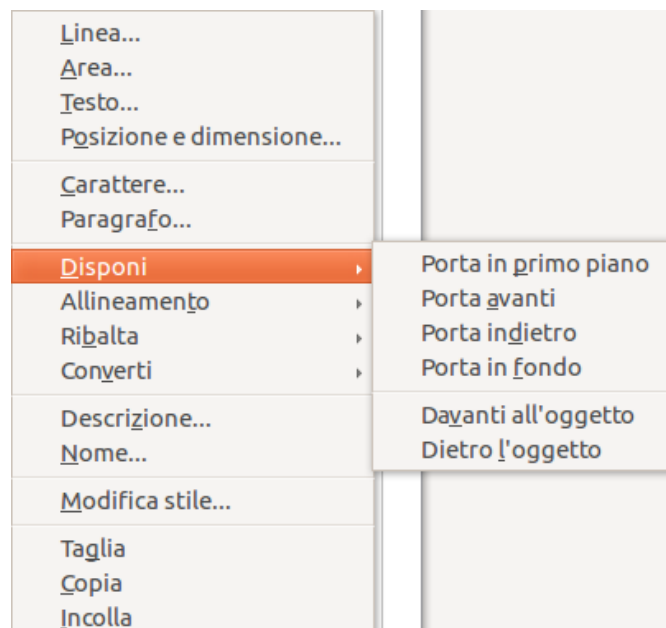 Linea...
Area...
Testo...
Posizione e dimensione...
Carattere...
Paragrafo...
Disponi
Allineamento
Ribalta
Converti
Descrizione...
Nome...
Modifica stile...
Taglia
Copia
Incolla
Porta in primo piano
Porta avanti
Porta indietro
Porta in fondo
Davanti all'oggetto
Dietro l'oggetto